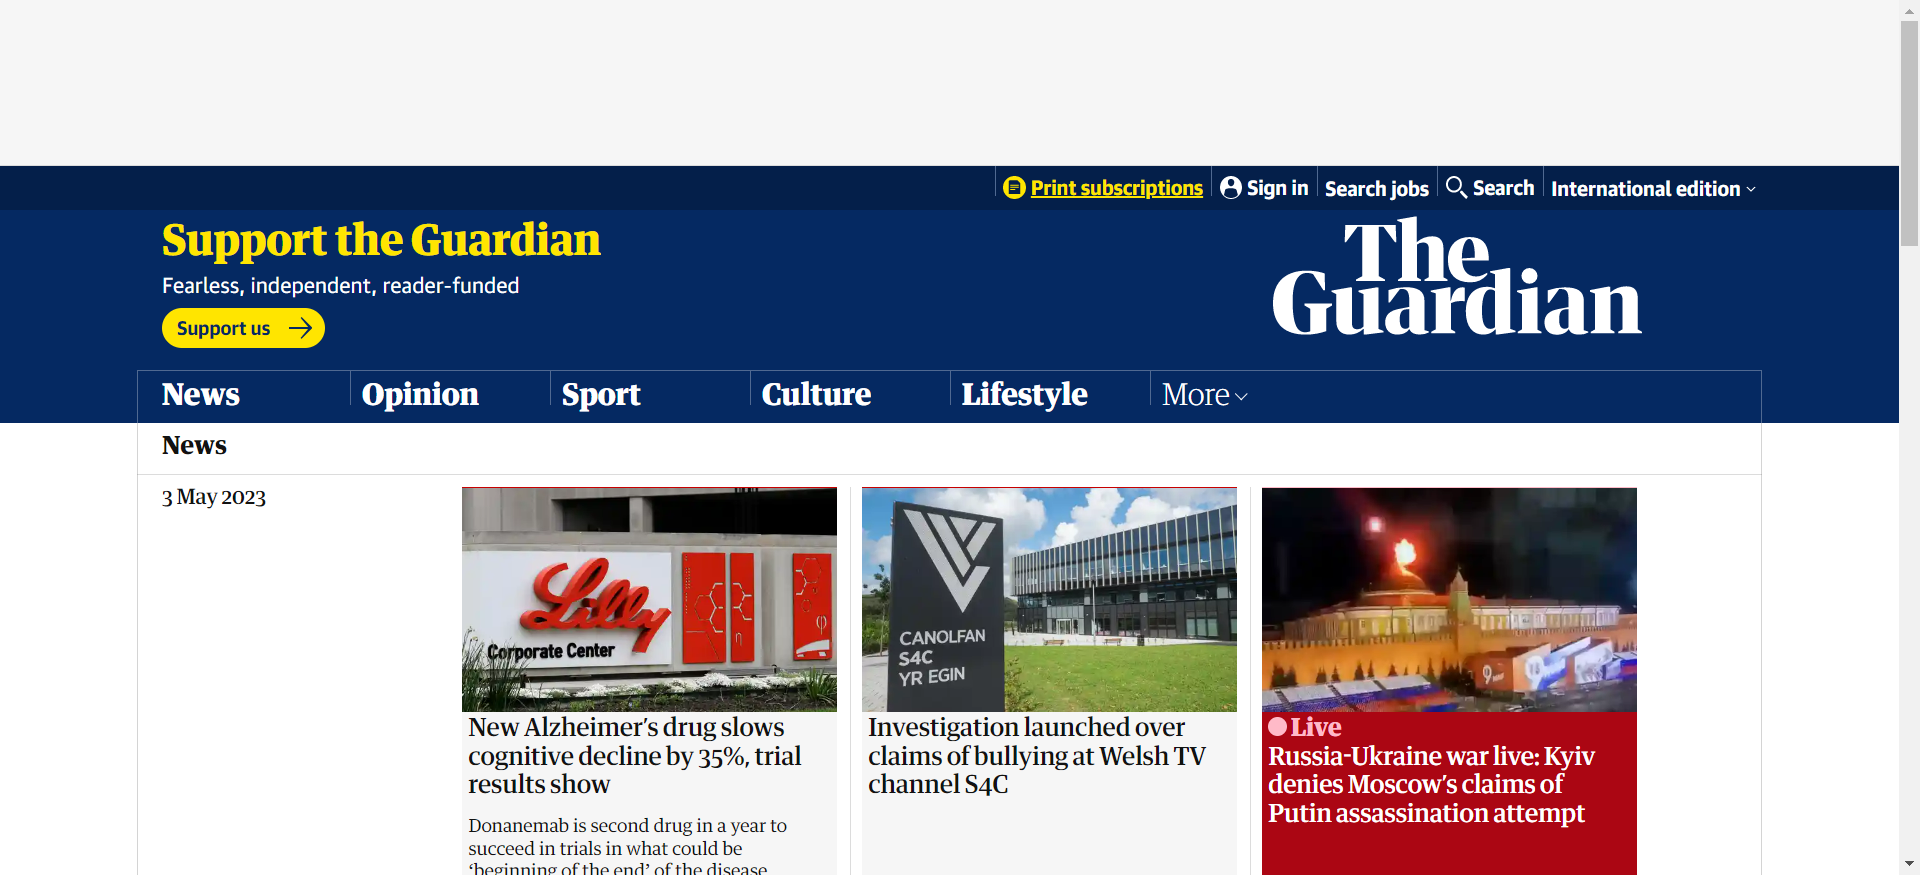 Print subscriptions
Sign in
Search jobs
Search
International edition
Support the Guardian
Fearless, independent, reader-funded
Support us
The
Guardian
News
Opinion
Sport
Culture
Lifestyle
More
News
3 May 2023
Lilly
Corporate Center
New Alzheimer's drug slows
cognitive decline by 35%, trial
results show
Donanemab is second drug in a year to
succeed in trials in what could be
‘beginning of the end’ of the disease
CANOLFAN
S4C
YR EGIN
Investigation launched over
claims of bullying at Welsh TV
channel S4C
Live
Russia-Ukraine war live: Kyiv
denies Moscow's claims of
Putin assassination attempt